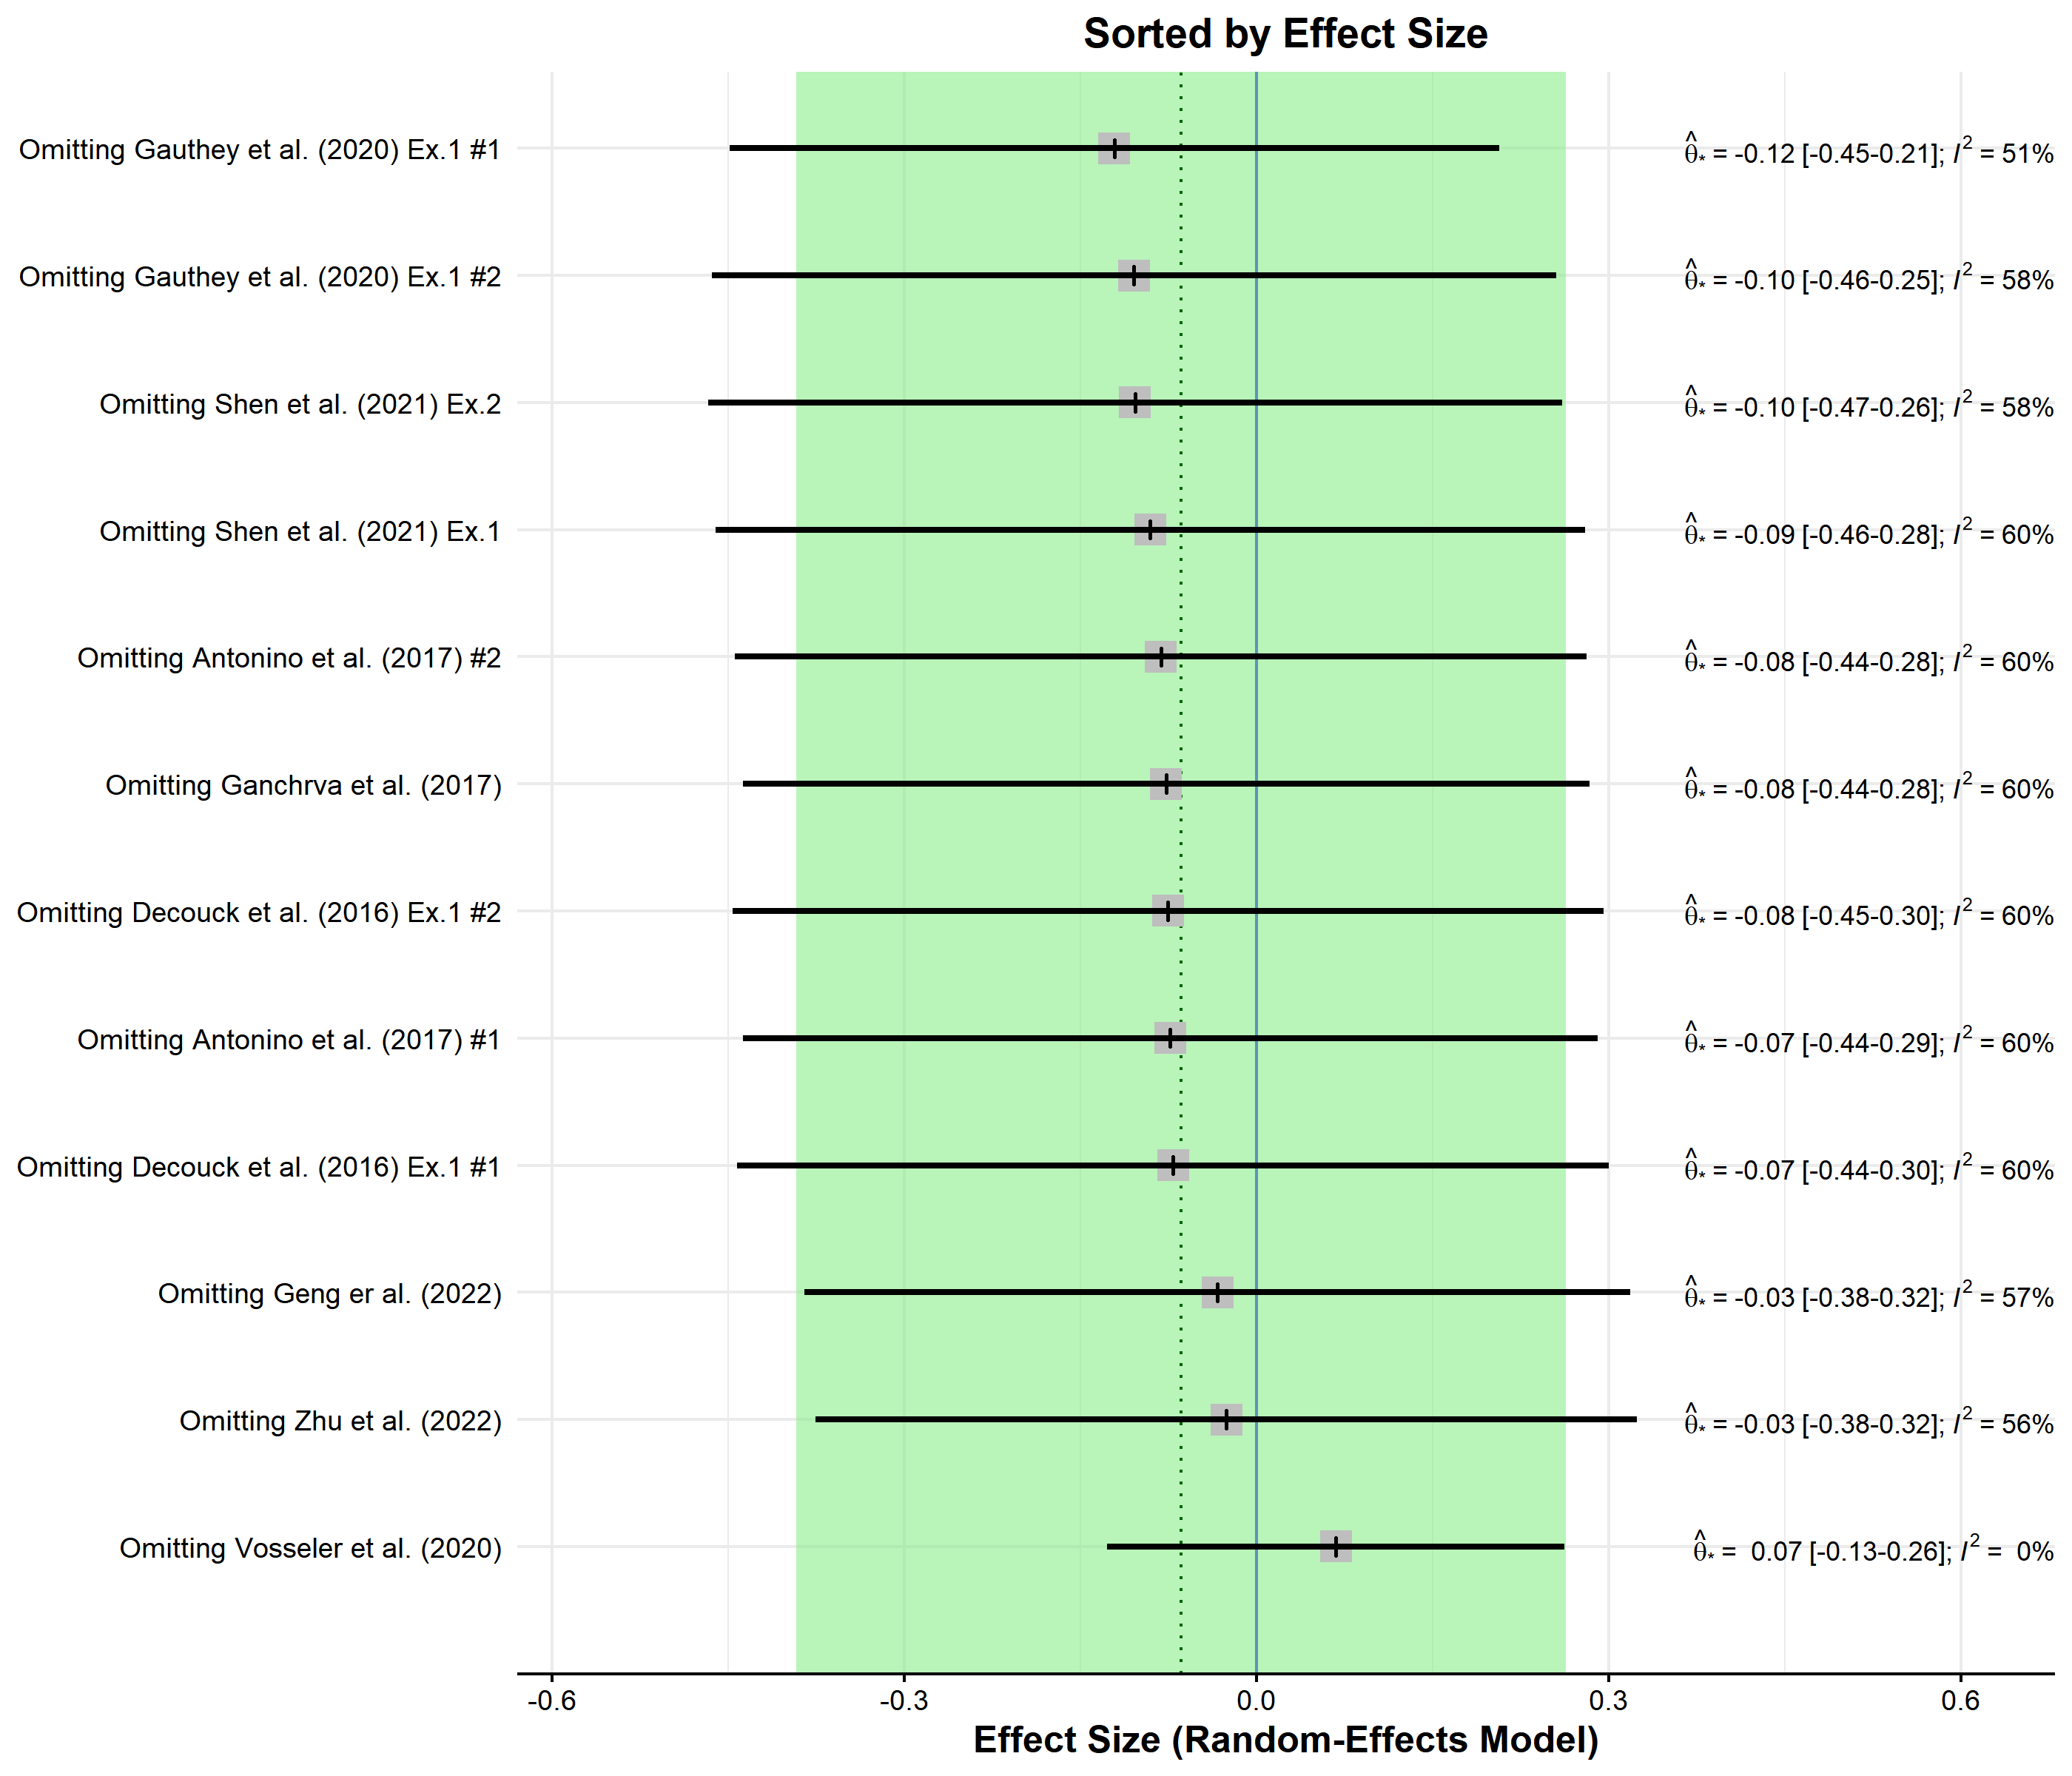 Sorted by Effect Size
Omitting Gauthey et al. (2020) Ex.1 #1 θ̂* = -0.12 [-0.45-0.21]; I² = 51%
Omitting Gauthey et al. (2020) Ex.1 #2 θ̂* = -0.10 [-0.46-0.25]; I² = 58%
Omitting Shen et al. (2021) Ex.2 θ̂* = -0.10 [-0.47-0.26]; I² = 58%
Omitting Shen et al. (2021) Ex.1 θ̂* = -0.09 [-0.46-0.28]; I² = 60%
Omitting Antonino et al. (2017) #2 θ̂* = -0.08 [-0.44-0.28]; I² = 60%
Omitting Ganchrva et al. (2017) θ̂* = -0.08 [-0.44-0.28]; I² = 60%
Omitting Decouck et al. (2016) Ex.1 #2 θ̂* = -0.08 [-0.45-0.30]; I² = 60%
Omitting Antonino et al. (2017) #1 θ̂* = -0.07 [-0.44-0.29]; I² = 60%
Omitting Decouck et al. (2016) Ex.1 #1 θ̂* = -0.07 [-0.44-0.30]; I² = 60%
Omitting Geng er al. (2022) θ̂* = -0.03 [-0.38-0.32]; I² = 57%
Omitting Zhu et al. (2022) θ̂* = -0.03 [-0.38-0.32]; I² = 56%
Omitting Vosseler et al. (2020) θ̂* = 0.07 [-0.13-0.26]; I² = 0%
-0.6 -0.3 0.0 0.3 0.6
Effect Size (Random-Effects Model)